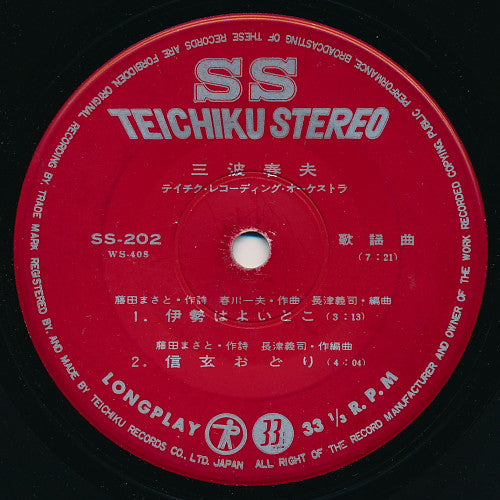 SS
TEICHIKU STEREO
三波春夫
テイチク・レコーディング・オーケストラ
SS-202
WS-408
歌謡曲
(7:21)
藤田まさと・作詩 春川一夫・作曲 長津義司・編曲
1. 伊勢はよいとこ (3:13)
藤田まさと・作詩 長津義司・作編曲
2. 信玄おどり (4:04)
LONGPLAY
TR
33
33 1/3 R.P.M
ORIGINAL RECORDING BY. TRADE MARK REGISTERED BY. AND MADE BY TEICHIKU RECORDS CO., LTD. JAPAN
ALL RIGHT OF THE RECORD MANUFACTURER AND OWNER OF THE WORK RECORDED COPYING PUBLIC PERFORMANCE, BROADCASTING OF THESE RECORDS ARE FORBIDDEN